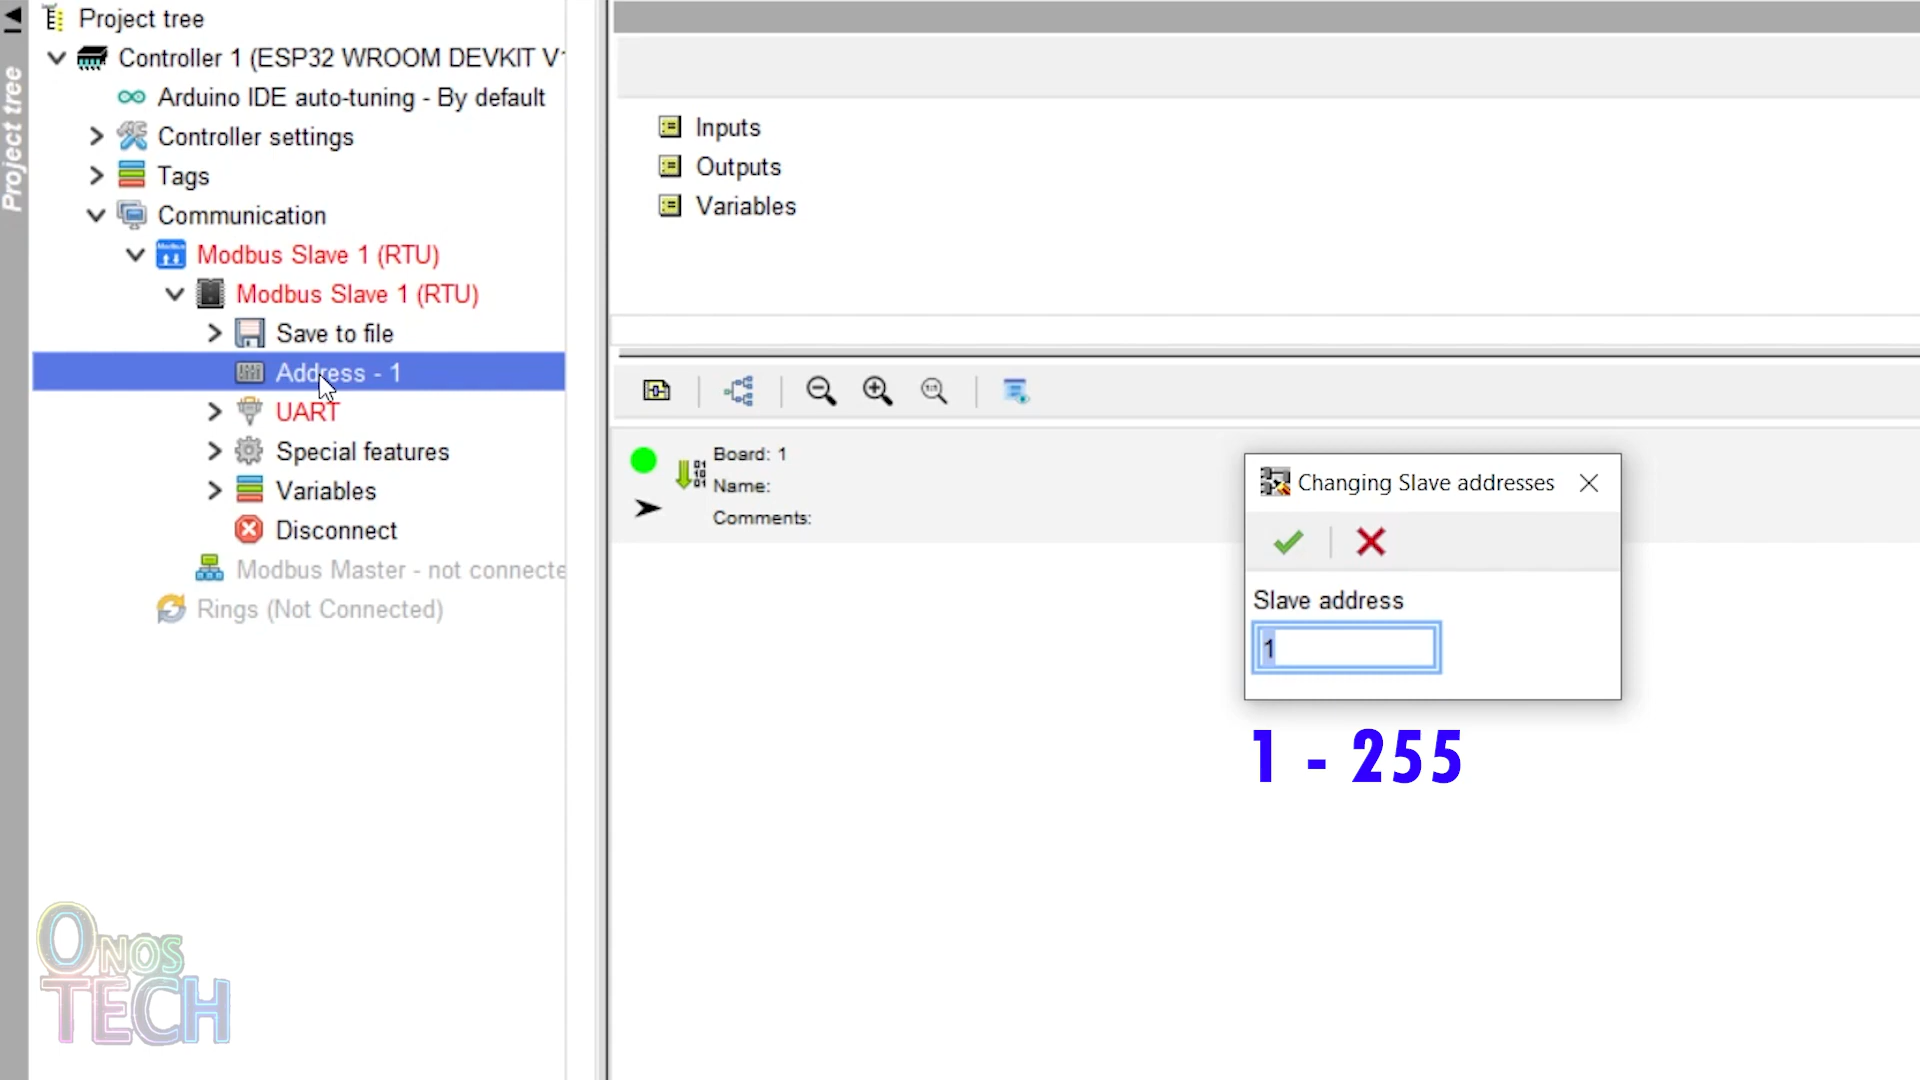 Project tree
Project tree
Controller 1 (ESP32 WROOM DEVKIT V
Arduino IDE auto-tuning - By default
Controller settings
Tags
Communication
Modbus Slave 1 (RTU)
Modbus Slave 1 (RTU)
Save to file
Address - 1
UART
Special features
Variables
Disconnect
Modbus Master - not connecte
Rings (Not Connected)
Inputs
Outputs
Variables
Board: 1
Name:
Comments:
Changing Slave addresses
Slave address
1
1 - 255
ONOS
TECH